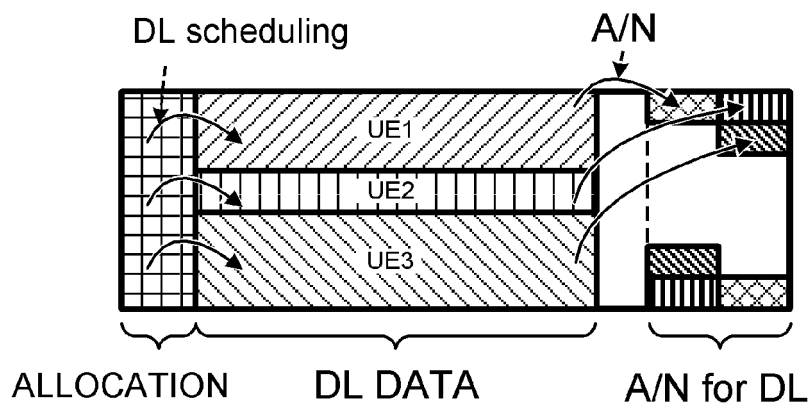 DL scheduling
A/N
UE1
UE2
UE3
ALLOCATION
DL DATA
A/N for DL